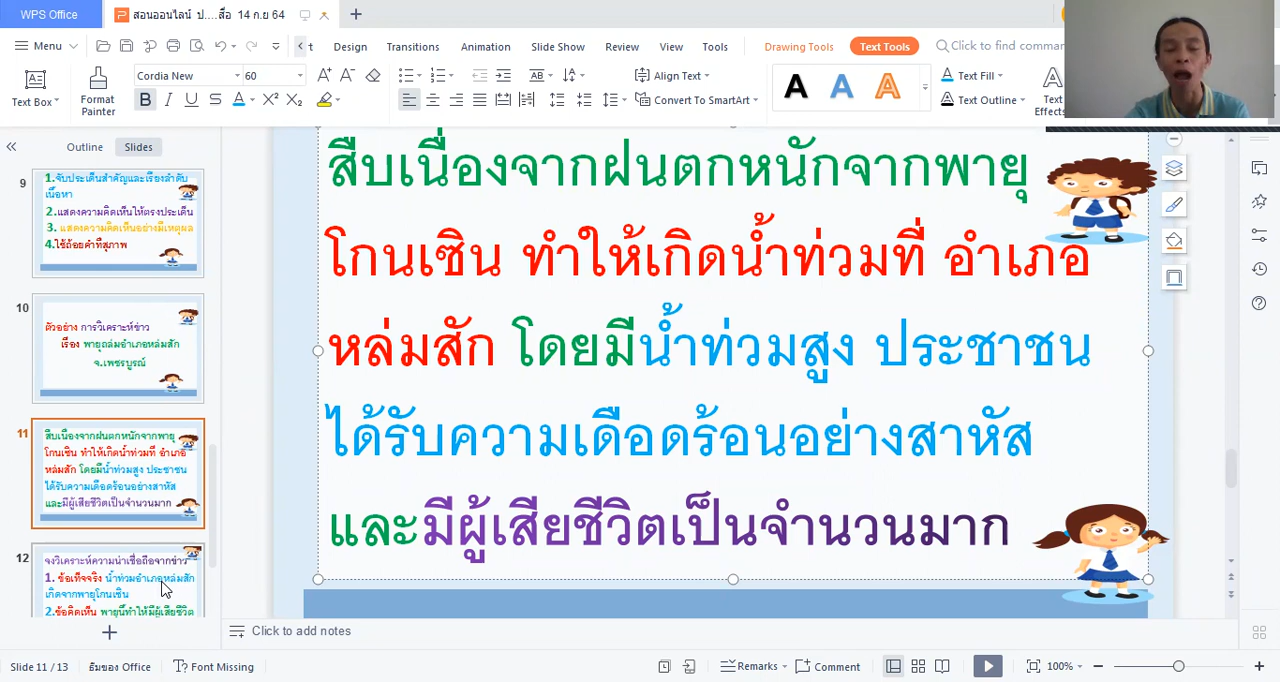 WPS Office
สอนออนไลน์ ป....สื่อ 14 ก.ย 64
Menu
t Design Transitions Animation Slide Show Review View Tools Drawing Tools Text Tools Click to find comman
Text Box
Format Painter
Cordia New 60
Align Text
Convert To SmartArt
Text Fill
Text Outline
Text Effects
Outline Slides
9
1.จับประเด็นสำคัญและเรียงลำดับ
เนื้อหา
2.แสดงความคิดเห็นให้ตรงประเด็น
3. แสดงความคิดเห็นอย่างมีเหตุผล
4.ใช้ถ้อยคำที่สุภาพ
10
ตัวอย่าง การวิเคราะห์ข่าว
เรื่อง พายุถล่มอำเภอหล่มสัก
จ.เพชรบูรณ์
11
สืบเนื่องจากฝนตกหนักจากพายุ
โกนเซิน ทำให้เกิดน้ำท่วมที่ อำเภอ
หล่มสัก โดยมีน้ำท่วมสูง ประชาชน
ได้รับความเดือดร้อนอย่างสาหัส
และมีผู้เสียชีวิตเป็นจำนวนมาก
12
จงวิเคราะห์ความน่าเชื่อถือจากข่าว
1. ข้อเท็จจริง น้ำท่วมอำเภอหล่มสัก
เกิดจากพายุโกนเซิน
2.ข้อคิดเห็น พายุนี้ทำให้มีผู้เสียชีวิต
สืบเนื่องจากฝนตกหนักจากพายุ
โกนเซิน ทำให้เกิดน้ำท่วมที่ อำเภอ
หล่มสัก โดยมีน้ำท่วมสูง ประชาชน
ได้รับความเดือดร้อนอย่างสาหัส
และมีผู้เสียชีวิตเป็นจำนวนมาก
Click to add notes
Slide 11 / 13 ธีมของ Office Font Missing Remarks Comment 100%